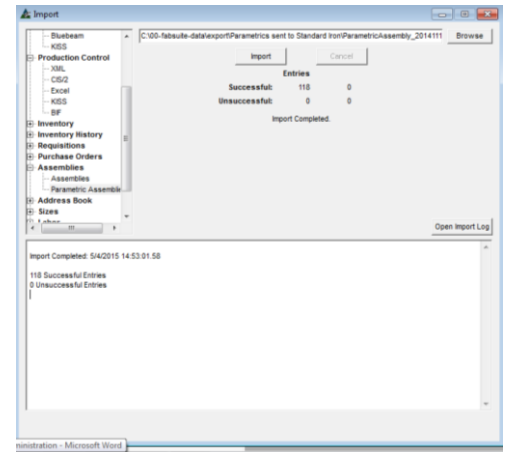 Import
Bluebeam
KISS
Production Control
XML
CIS/2
Excel
KISS
BIF
Inventory
Inventory History
Requisitions
Purchase Orders
Assemblies
Assemblies
Parametric Assemblie
Address Book
Sizes
Labor
C:\00-fabsuite-data\export\Parametrics sent to Standard Iron\ParametricAssembly_2014111
Browse
Import
Cancel
Entries
Successful: 118 0
Unsuccessful: 0 0
Import Completed.
Open Import Log
Import Completed: 5/4/2015 14:53:01.58
118 Successful Entries
0 Unsuccessful Entries
ministration - Microsoft Word